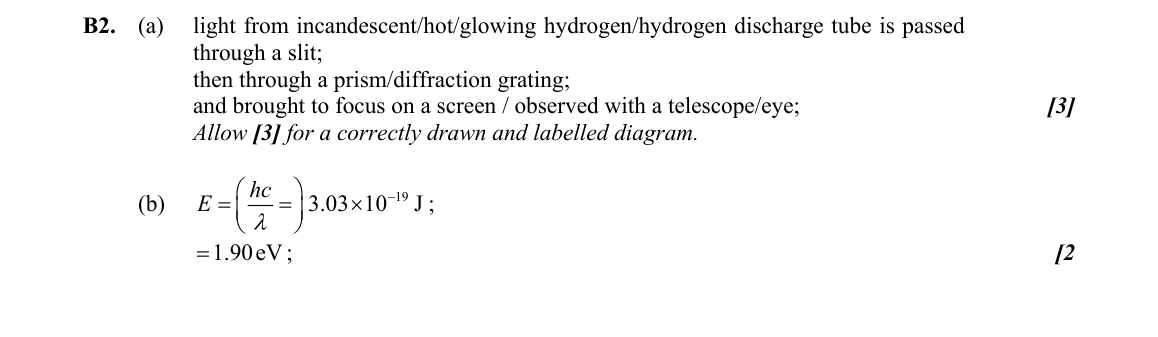 B2. (a) light from incandescent/hot/glowing hydrogen/hydrogen discharge tube is passed
through a slit;
then through a prism/diffraction grating;
and brought to focus on a screen / observed with a telescope/eye; [3]
Allow [3] for a correctly drawn and labelled diagram.
(b) E = (hc/λ =) 3.03×10⁻¹⁹ J ;
= 1.90 eV ; [2